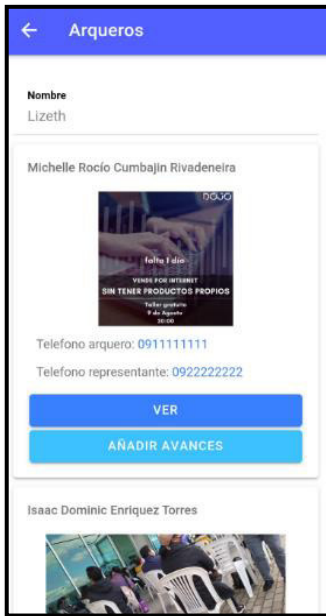 Arqueros
Nombre
Lizeth
Michelle Rocío Cumbajin Rivadeneira
DOJO
falta 1 día
VENDE POR INTERNET
SIN TENER PRODUCTOS PROPIOS
Taller gratuito
9 de Agosto
20:00
Telefono arquero: 0911111111
Telefono representante: 0922222222
VER
AÑADIR AVANCES
Isaac Dominic Enriquez Torres